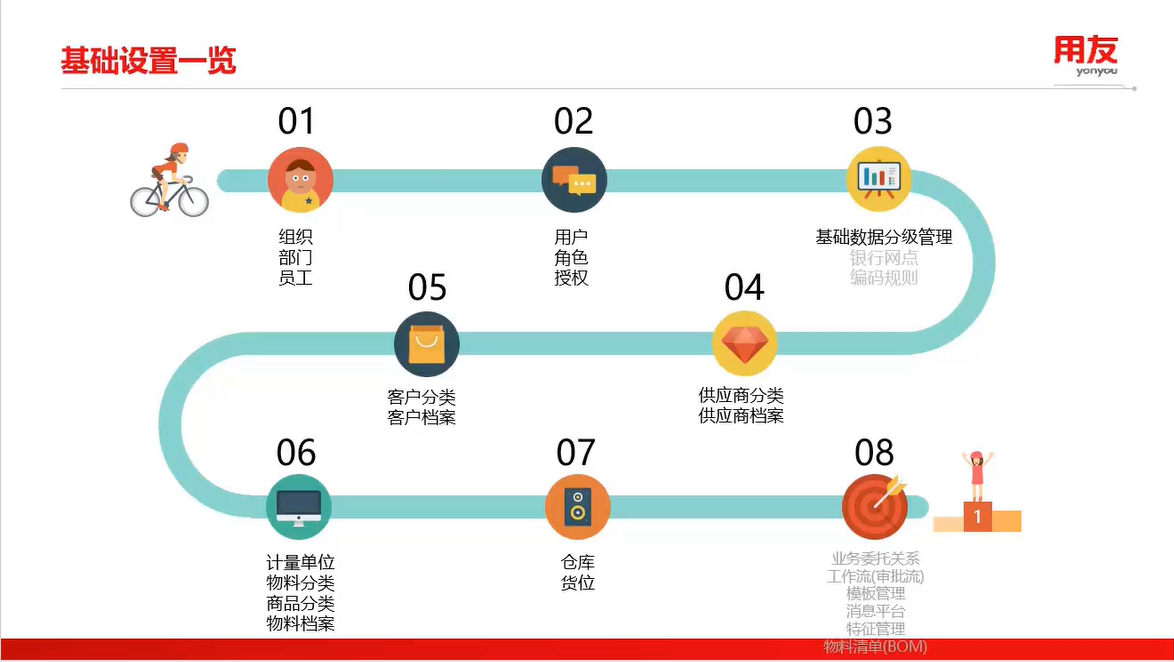 基础设置一览
用友
yonyou
01
02
03
组织
部门
员工
用户
角色
授权
基础数据分级管理
银行网点
编码规则
05
04
客户分类
客户档案
供应商分类
供应商档案
06
07
08
1
计量单位
物料分类
商品分类
物料档案
仓库
货位
业务委托关系
工作流(审批流)
模板管理
消息平台
特征管理
物料清单(BOM)